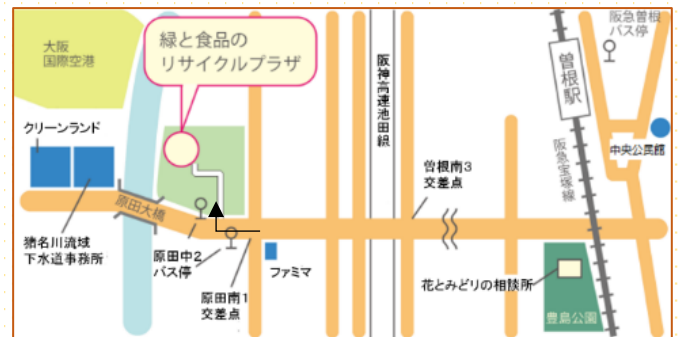 大阪
国際空港
緑と食品の
リサイクルプラザ
阪急曽根
バス停
曽根駅
阪神高速池田線
クリーンランド
阪急宝塚線
中央公民館
曽根南3
交差点
原田大橋
猪名川流域
下水道事務所
原田中2
バス停
ファミマ
原田南1
交差点
花とみどりの相談所
豊島公園